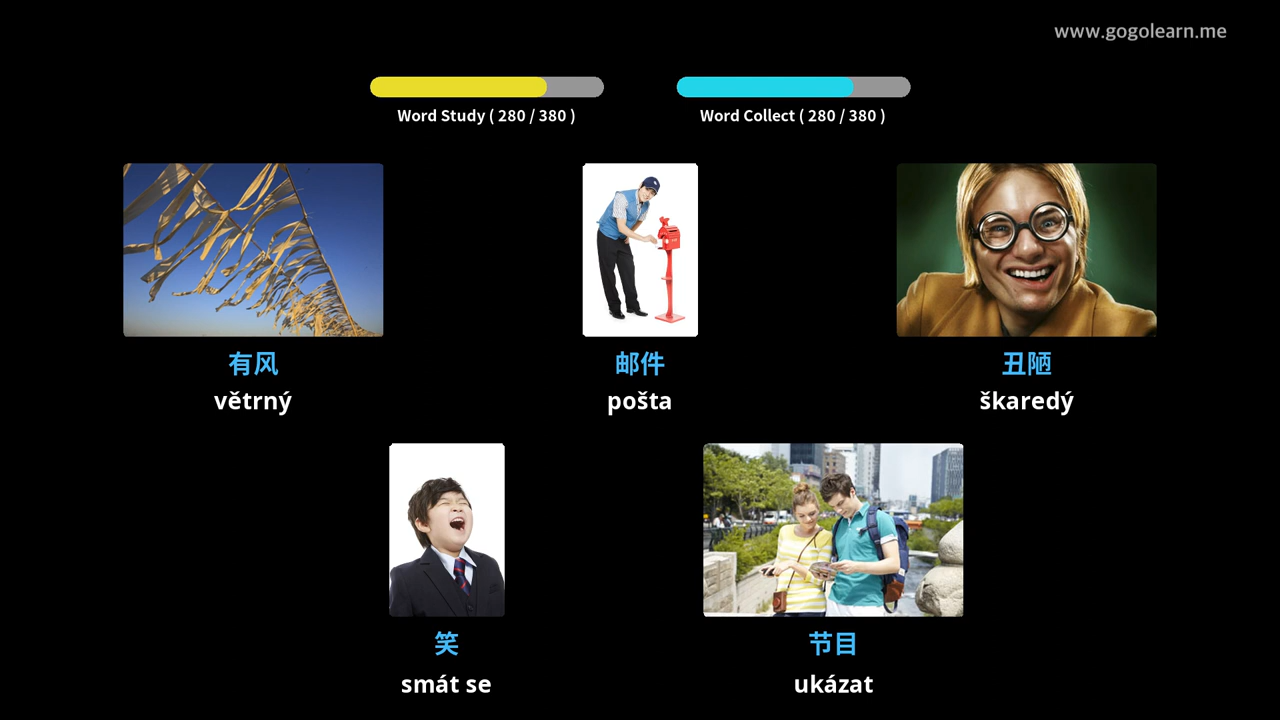 www.gogolearn.me
Word Study ( 280 / 380 )
Word Collect ( 280 / 380 )
有风
větrný
邮件
pošta
丑陋
škaredý
笑
smát se
节目
ukázat